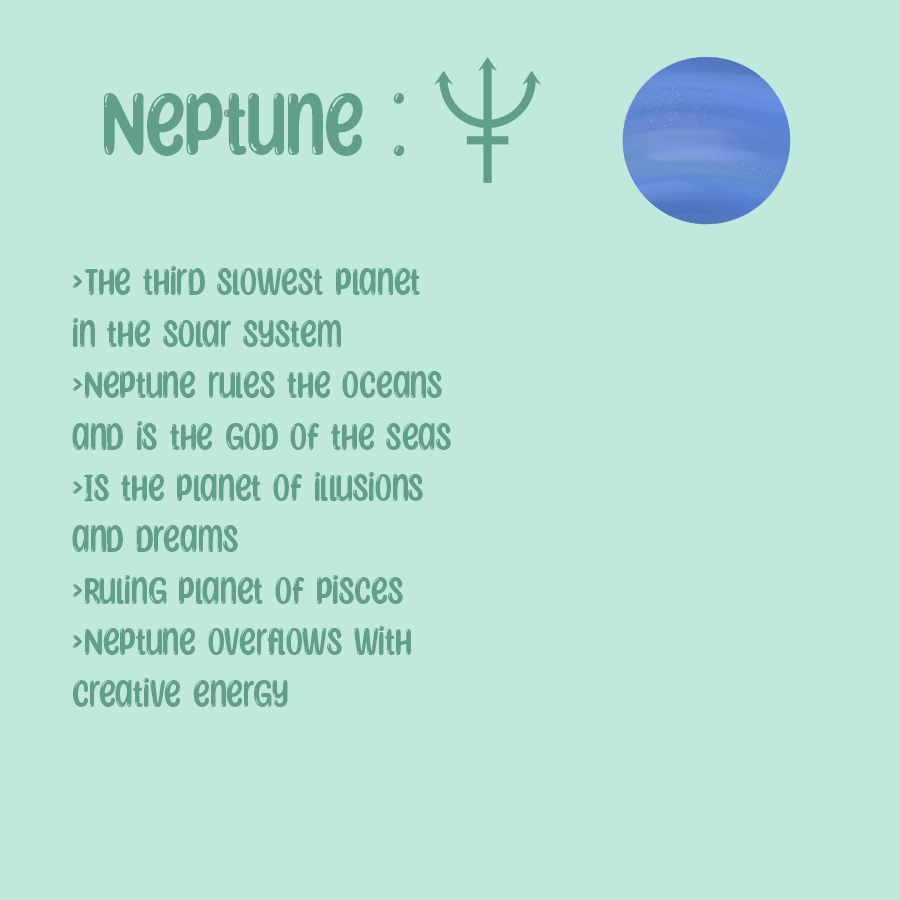 Neptune :
>The third slowest planet
in the solar system
>Neptune rules the oceans
and is the God of the seas
>Is the planet of illusions
and dreams
>Ruling planet of pisces
>Neptune overflows with
creative energy